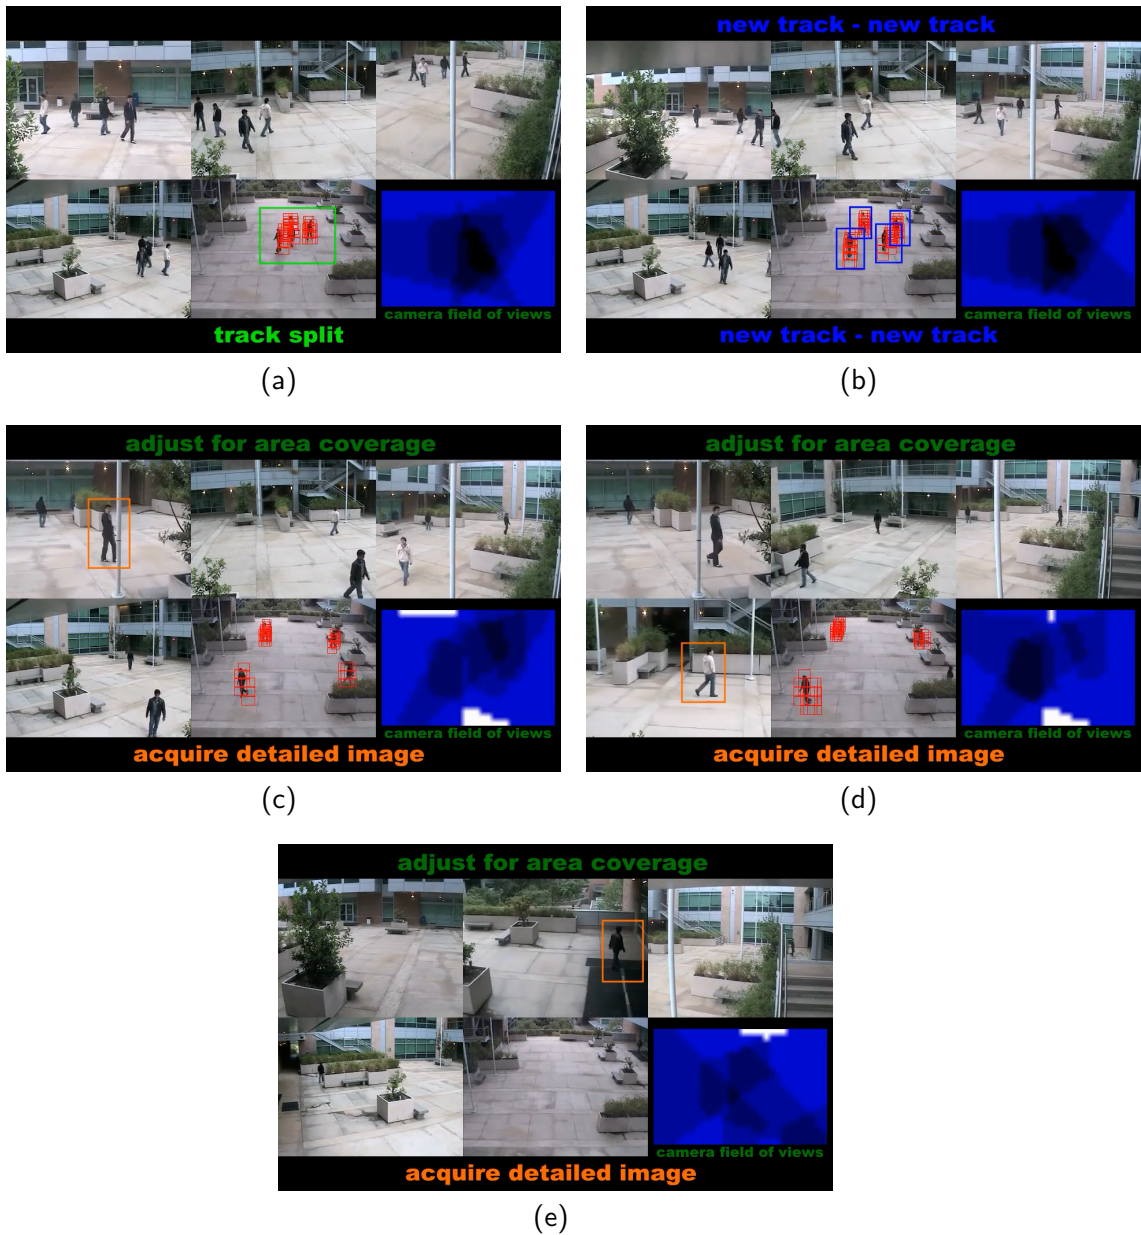 new track - new track
camera field of views
track split
camera field of views
new track - new track
(a)
(b)
adjust for area coverage
adjust for area coverage
camera field of views
acquire detailed image
camera field of views
acquire detailed image
(c)
(d)
adjust for area coverage
camera field of views
acquire detailed image
(e)